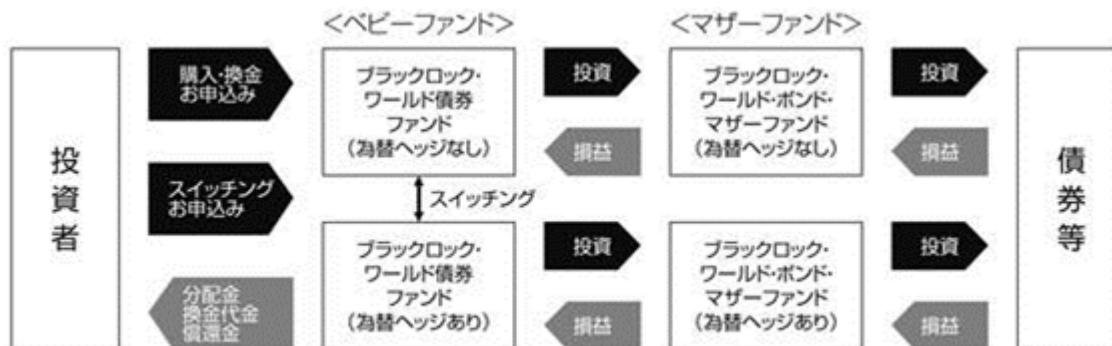 <ベビーファンド>
<マザーファンド>
投資者
購入・換金
お申込み
スイッチング
お申込み
分配金
換金代金
償還金
ブラックロック・
ワールド債券
ファンド
(為替ヘッジなし)
スイッチング
ブラックロック・
ワールド債券
ファンド
(為替ヘッジあり)
投資
損益
投資
損益
ブラックロック・
ワールド・ボンド・
マザーファンド
(為替ヘッジなし)
ブラックロック・
ワールド・ボンド・
マザーファンド
(為替ヘッジあり)
投資
損益
投資
損益
債券等